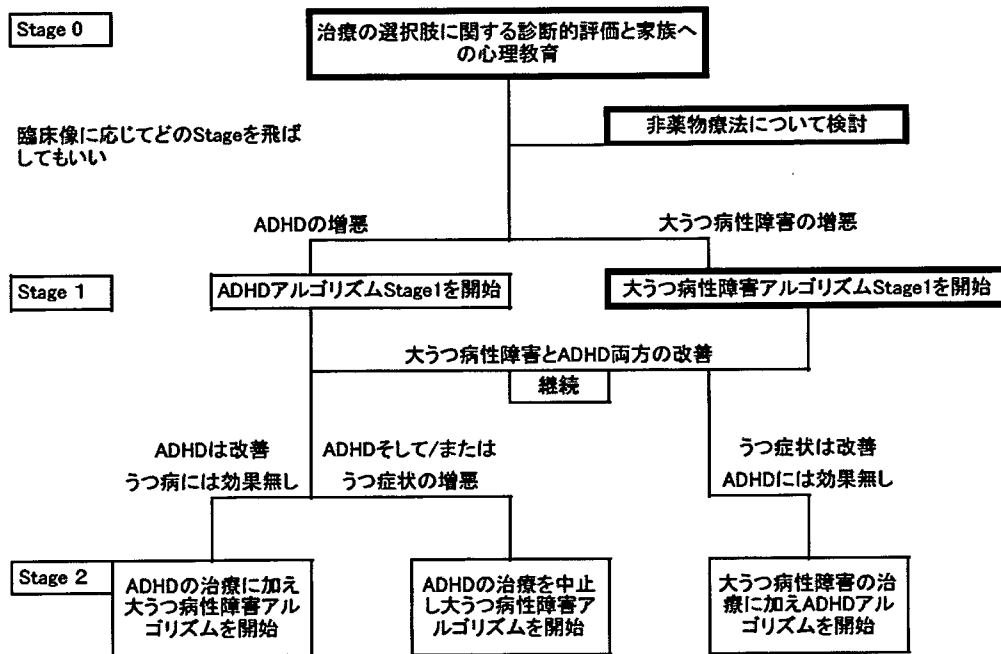 Stage 0
治療の選択肢に関する診断的評価と家族へ
の心理教育
臨床像に応じてどのStageを飛ば
してもいい
非薬物療法について検討
ADHDの増悪
大うつ病性障害の増悪
Stage 1
ADHDアルゴリズムStage1を開始
大うつ病性障害アルゴリズムStage1を開始
大うつ病性障害とADHD両方の改善
継続
ADHDは改善
うつ病には効果無し
ADHDそして/または
うつ症状の増悪
うつ症状は改善
ADHDには効果無し
Stage 2
ADHDの治療に加え
大うつ病性障害アル
ゴリズムを開始
ADHDの治療を中止
し大うつ病性障害ア
ルゴリズムを開始
大うつ病性障害の治
療に加えADHDアル
ゴリズムを開始